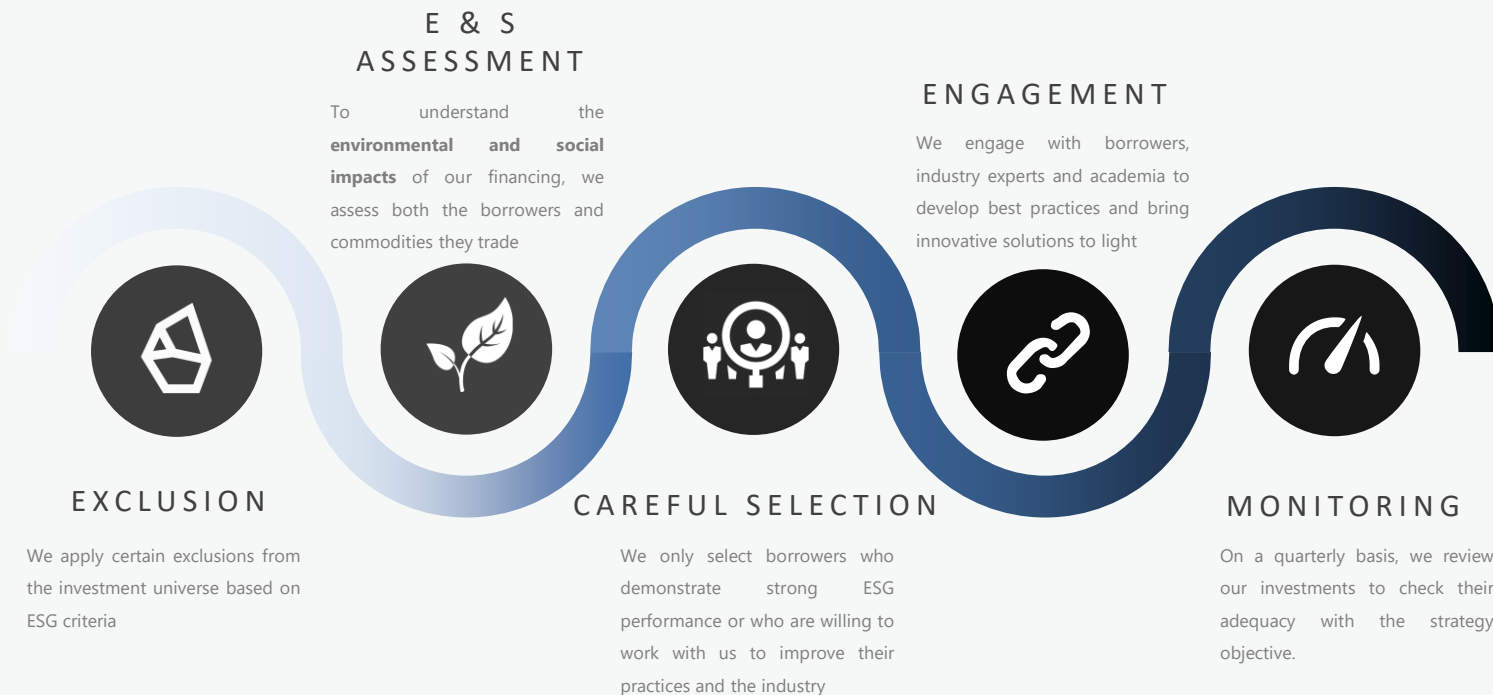 EXCLUSION
We apply certain exclusions from
the investment universe based on
ESG criteria
E & S
ASSESSMENT
To understand the
environmental and social
impacts of our financing, we
assess both the borrowers and
commodities they trade
CAREFUL SELECTION
We only select borrowers who
demonstrate strong ESG
performance or who are willing to
work with us to improve their
practices and the industry
ENGAGEMENT
We engage with borrowers,
industry experts and academia to
develop best practices and bring
innovative solutions to light
MONITORING
On a quarterly basis, we review
our investments to check their
adequacy with the strategy
objective.